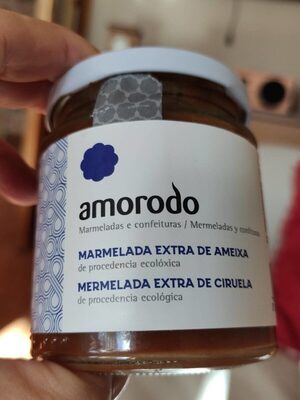 amorodo
Marmeladas e confeituras / Mermeladas y confituras
MARMELADA EXTRA DE AMEIXA
de procedencia ecolóxica
MERMELADA EXTRA DE CIRUELA
de procedencia ecológica